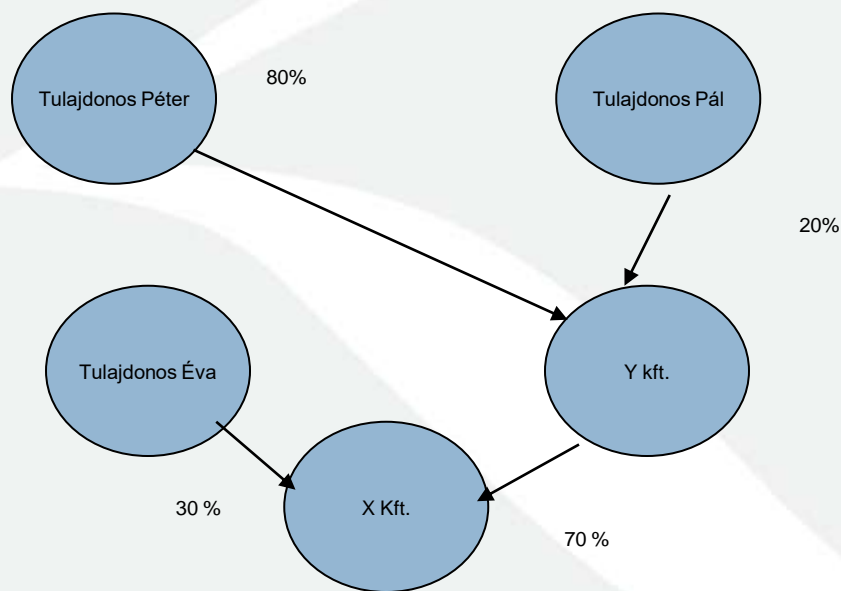 80%
Tulajdonos Péter
Tulajdonos Pál
20%
Tulajdonos Éva
Y kft.
30 %
X Kft.
70 %